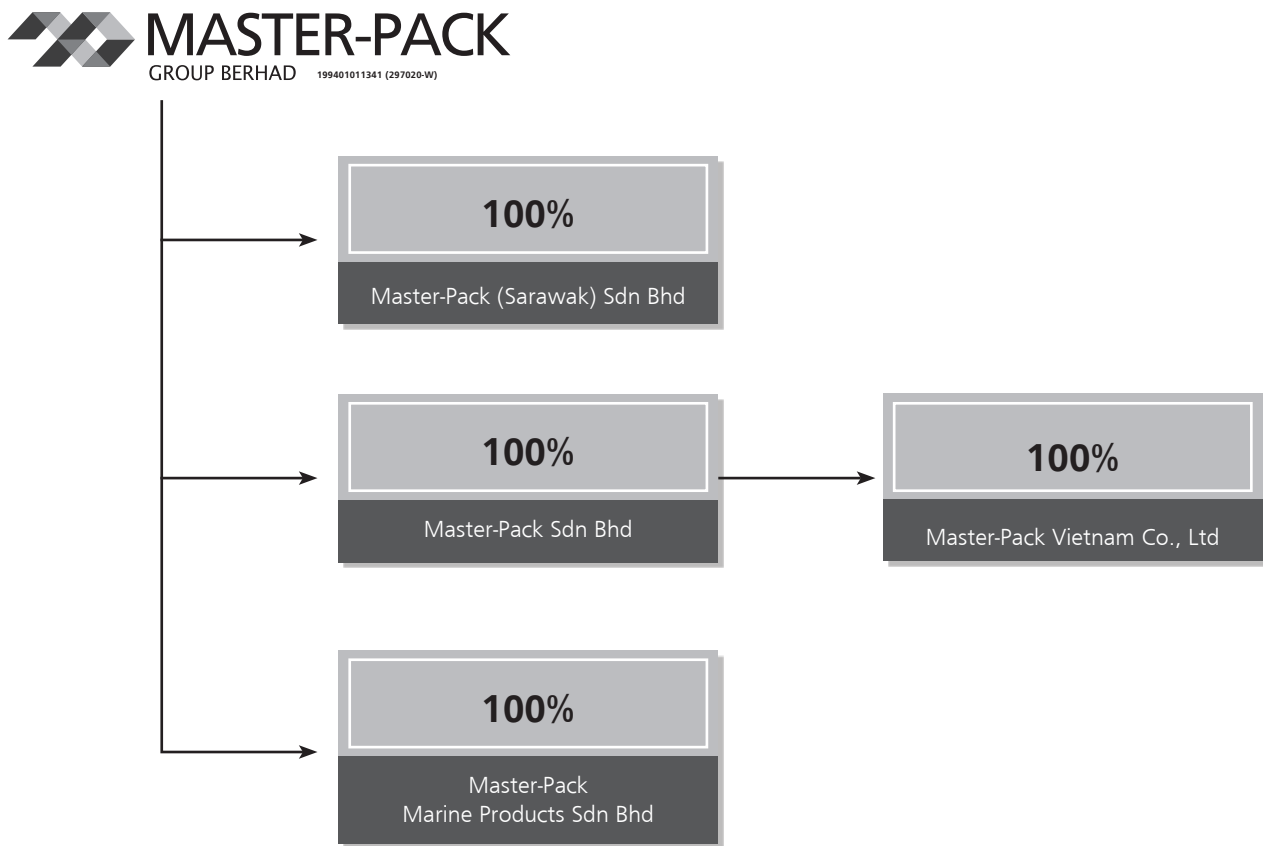 MASTER-PACK
GROUP BERHAD 199401011341 (297020-W)
100%
Master-Pack (Sarawak) Sdn Bhd
100%
Master-Pack Sdn Bhd
100%
Master-Pack Vietnam Co., Ltd
100%
Master-Pack
Marine Products Sdn Bhd